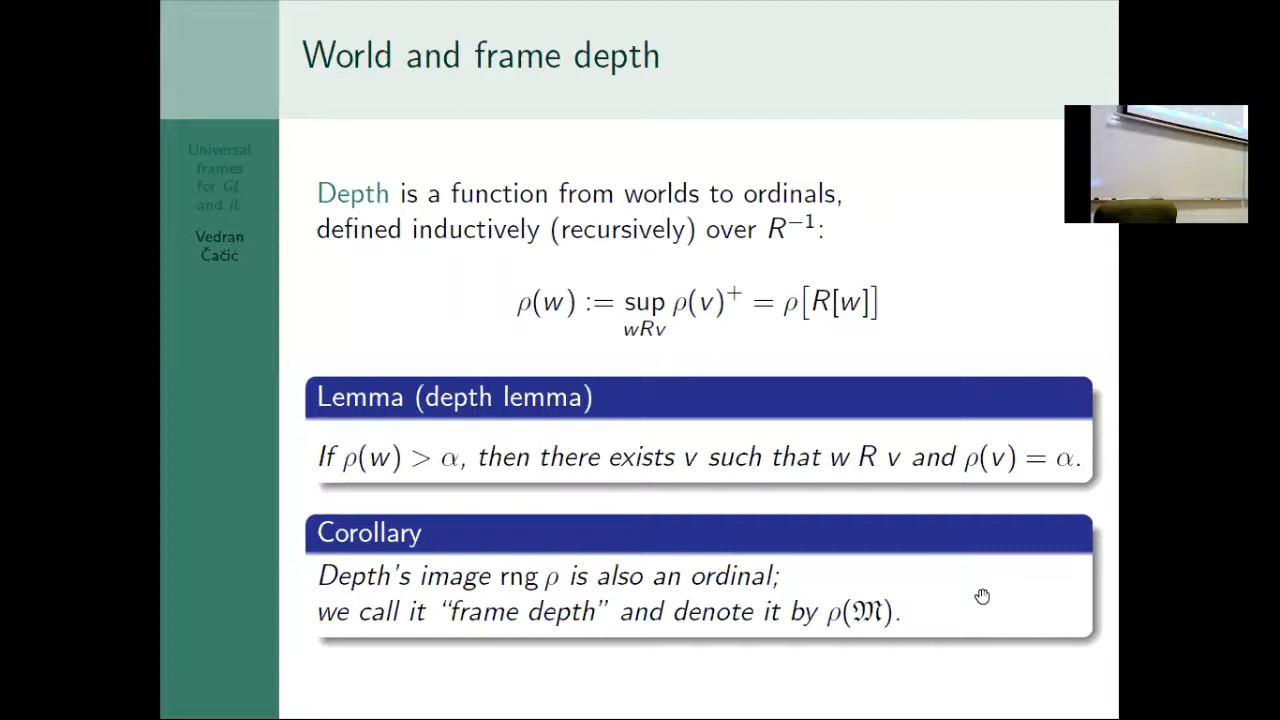 World and frame depth
Universal
frames
for GL
and IL
Vedran
Čačić
Depth is a function from worlds to ordinals,
defined inductively (recursively) over R⁻¹:
ρ(w) := sup ρ(v)⁺ = ρ[R[w]]
wRv
Lemma (depth lemma)
If ρ(w) > α, then there exists v such that w R v and ρ(v) = α.
Corollary
Depth's image rng ρ is also an ordinal;
we call it “frame depth” and denote it by ρ(𝔐).